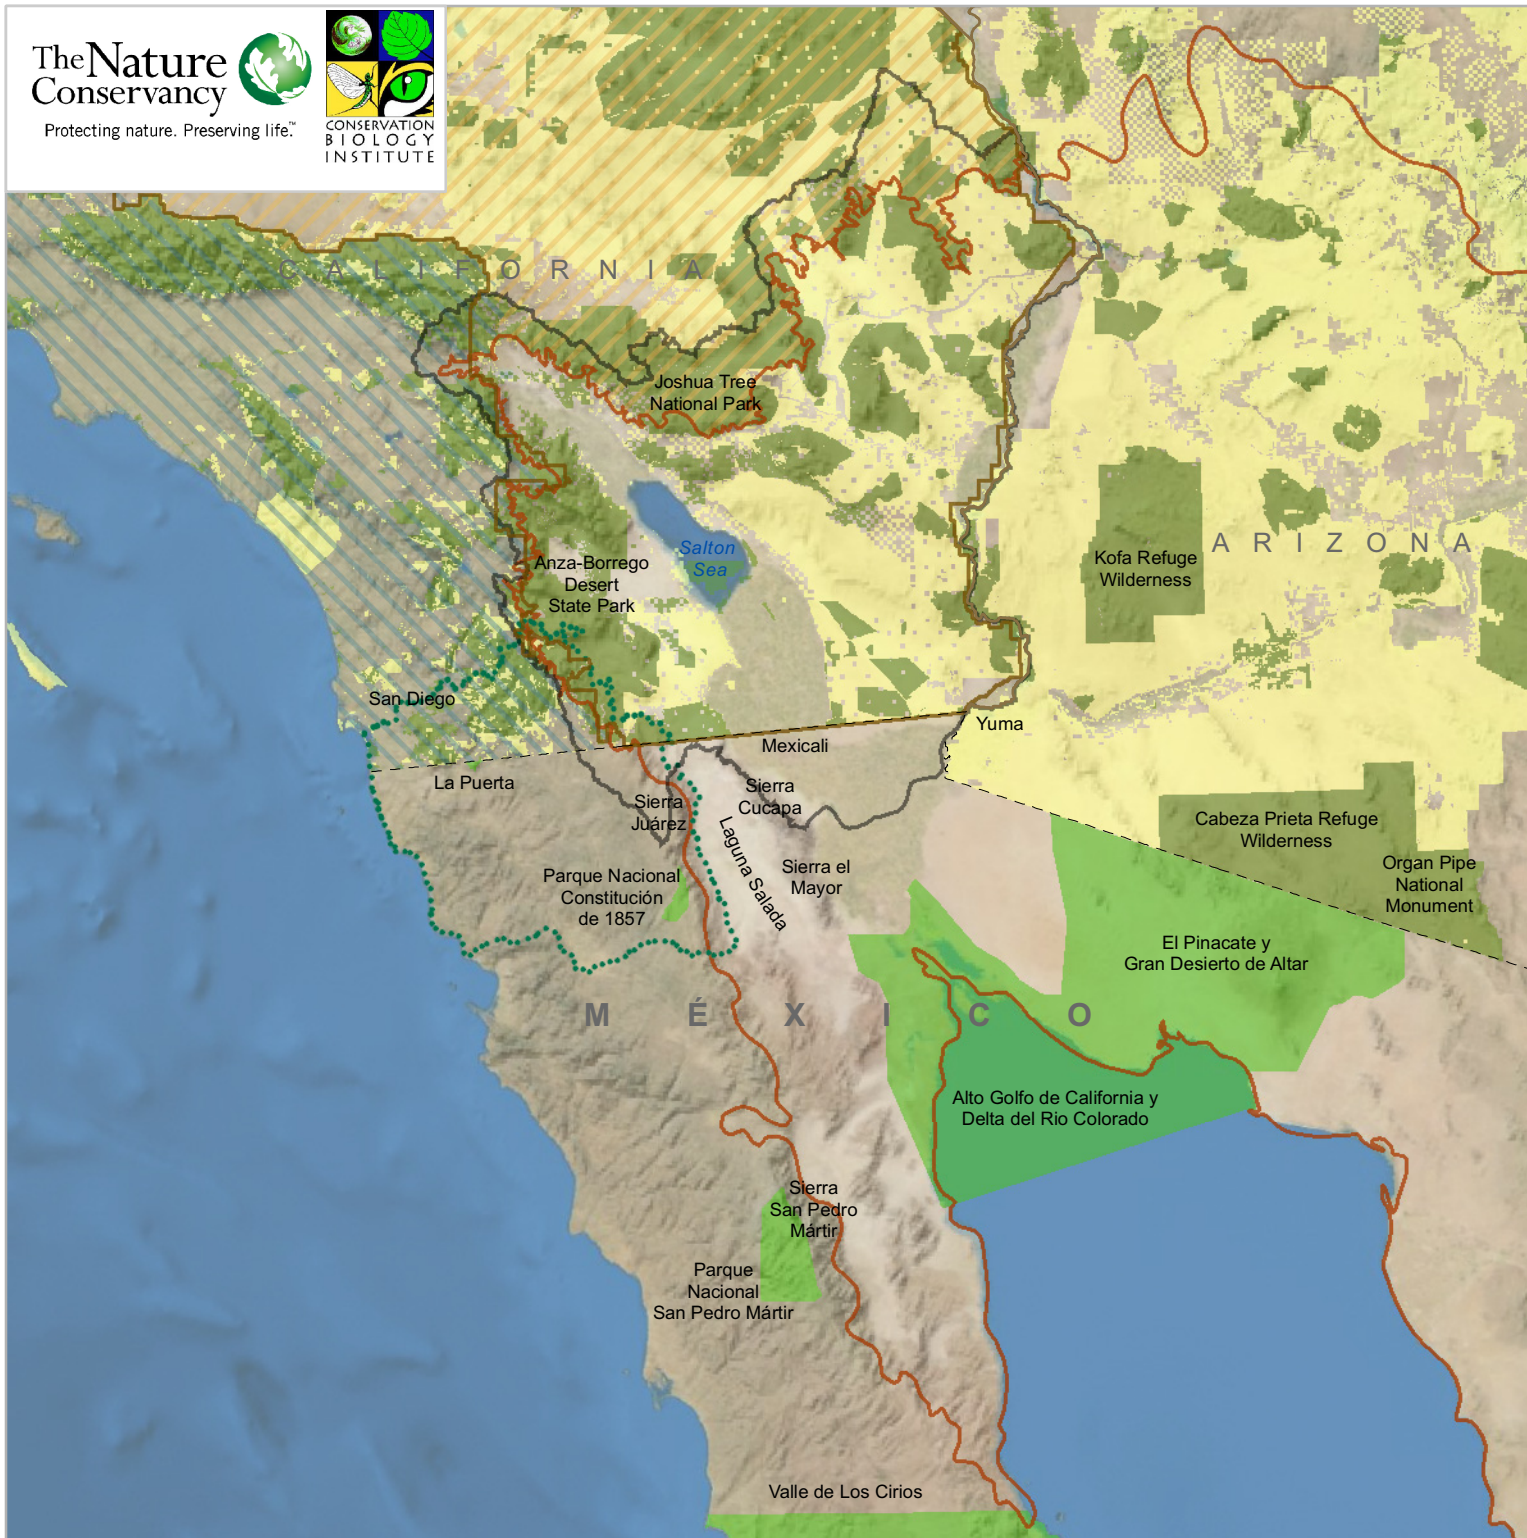 The Nature
Conservancy
Protecting nature. Preserving life.™
CONSERVATION
BIOLOGY
INSTITUTE
CALIFORNIA
Joshua Tree
National Park
Salton
Sea
Anza-Borrego
Desert
State Park
Kofa Refuge
Wilderness
ARIZONA
San Diego
Yuma
Mexicali
La Puerta
Sierra
Cucapa
Sierra
Juárez
Laguna Salada
Sierra el
Mayor
Cabeza Prieta Refuge
Wilderness
Organ Pipe
National
Monument
Parque Nacional
Constitución
de 1857
El Pinacate y
Gran Desierto de Altar
MÉXICO
Alto Golfo de California y
Delta del Rio Colorado
Sierra
San Pedro
Mártir
Parque
Nacional
San Pedro Mártir
Valle de Los Cirios